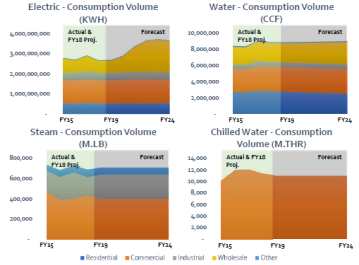 Electric - Consumption Volume
(KWH)
4,000,000,000
3,000,000,000
2,000,000,000
1,000,000,000
-
Actual &
FY18 Proj.
Forecast
FY15
FY19
FY24
Water - Consumption Volume
(CCF)
10,000,000
8,000,000
6,000,000
4,000,000
2,000,000
-
Actual &
FY18 Proj.
Forecast
FY15
FY19
FY24
Steam - Consumption Volume
(M.LB)
800,000
600,000
400,000
200,000
-
Actual &
FY18 Proj.
Forecast
FY15
FY19
FY24
Chilled Water - Consumption
Volume (M.THR)
14,000
12,000
10,000
8,000
6,000
4,000
2,000
-
Actual &
FY18 Proj.
Forecast
FY15
FY19
FY24
Residential Commercial Industrial Wholesale Other